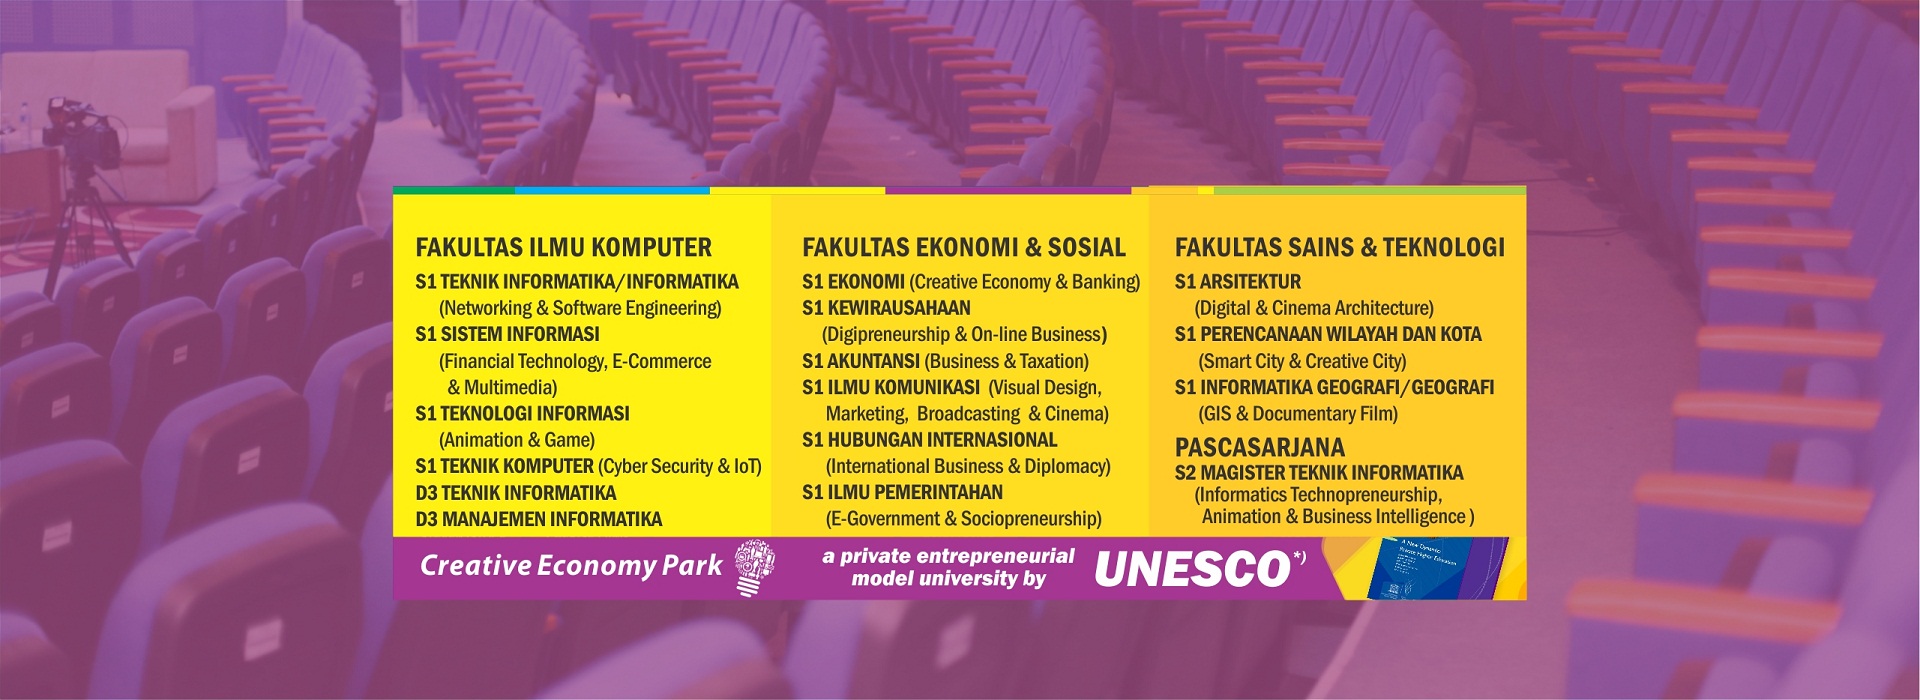 FAKULTAS ILMU KOMPUTER
S1 TEKNIK INFORMATIKA/INFORMATIKA
(Networking & Software Engineering)
S1 SISTEM INFORMASI
(Financial Technology, E-Commerce
& Multimedia)
S1 TEKNOLOGI INFORMASI
(Animation & Game)
S1 TEKNIK KOMPUTER (Cyber Security & IoT)
D3 TEKNIK INFORMATIKA
D3 MANAJEMEN INFORMATIKA
FAKULTAS EKONOMI & SOSIAL
S1 EKONOMI (Creative Economy & Banking)
S1 KEWIRAUSAHAAN
(Digipreneurship & On-line Business)
S1 AKUNTANSI (Business & Taxation)
S1 ILMU KOMUNIKASI (Visual Design,
Marketing, Broadcasting & Cinema)
S1 HUBUNGAN INTERNASIONAL
(International Business & Diplomacy)
S1 ILMU PEMERINTAHAN
(E-Government & Sociopreneurship)
FAKULTAS SAINS & TEKNOLOGI
S1 ARSITEKTUR
(Digital & Cinema Architecture)
S1 PERENCANAAN WILAYAH DAN KOTA
(Smart City & Creative City)
S1 INFORMATIKA GEOGRAFI/GEOGRAFI
(GIS & Documentary Film)
PASCASARJANA
S2 MAGISTER TEKNIK INFORMATIKA
(Informatics Technopreneurship,
Animation & Business Intelligence )
Creative Economy Park
a private entrepreneurial
model university by
UNESCO*)
A New Dynamic:
Private Higher Education